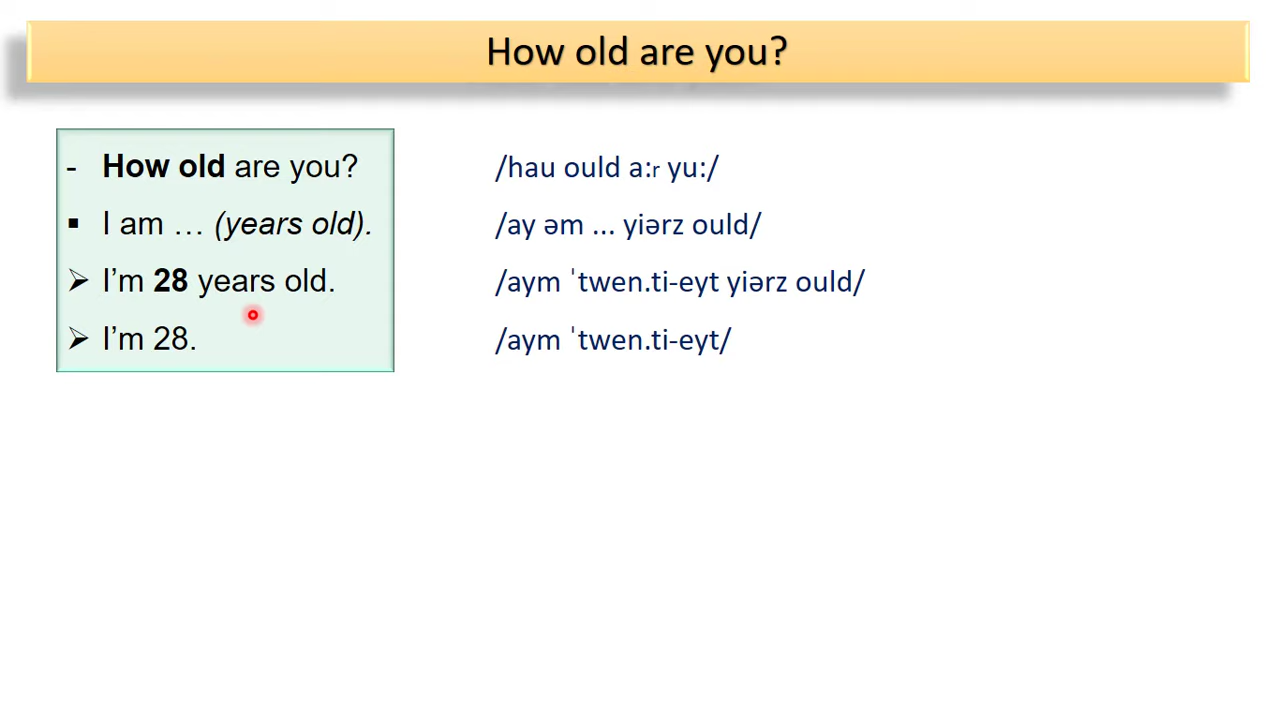 How old are you?
- How old are you? /hau ould a:r yu:/
▪ I am … (years old). /ay əm ... yiərz ould/
➢ I’m 28 years old. /aym ˈtwen.ti-eyt yiərz ould/
➢ I’m 28. /aym ˈtwen.ti-eyt/